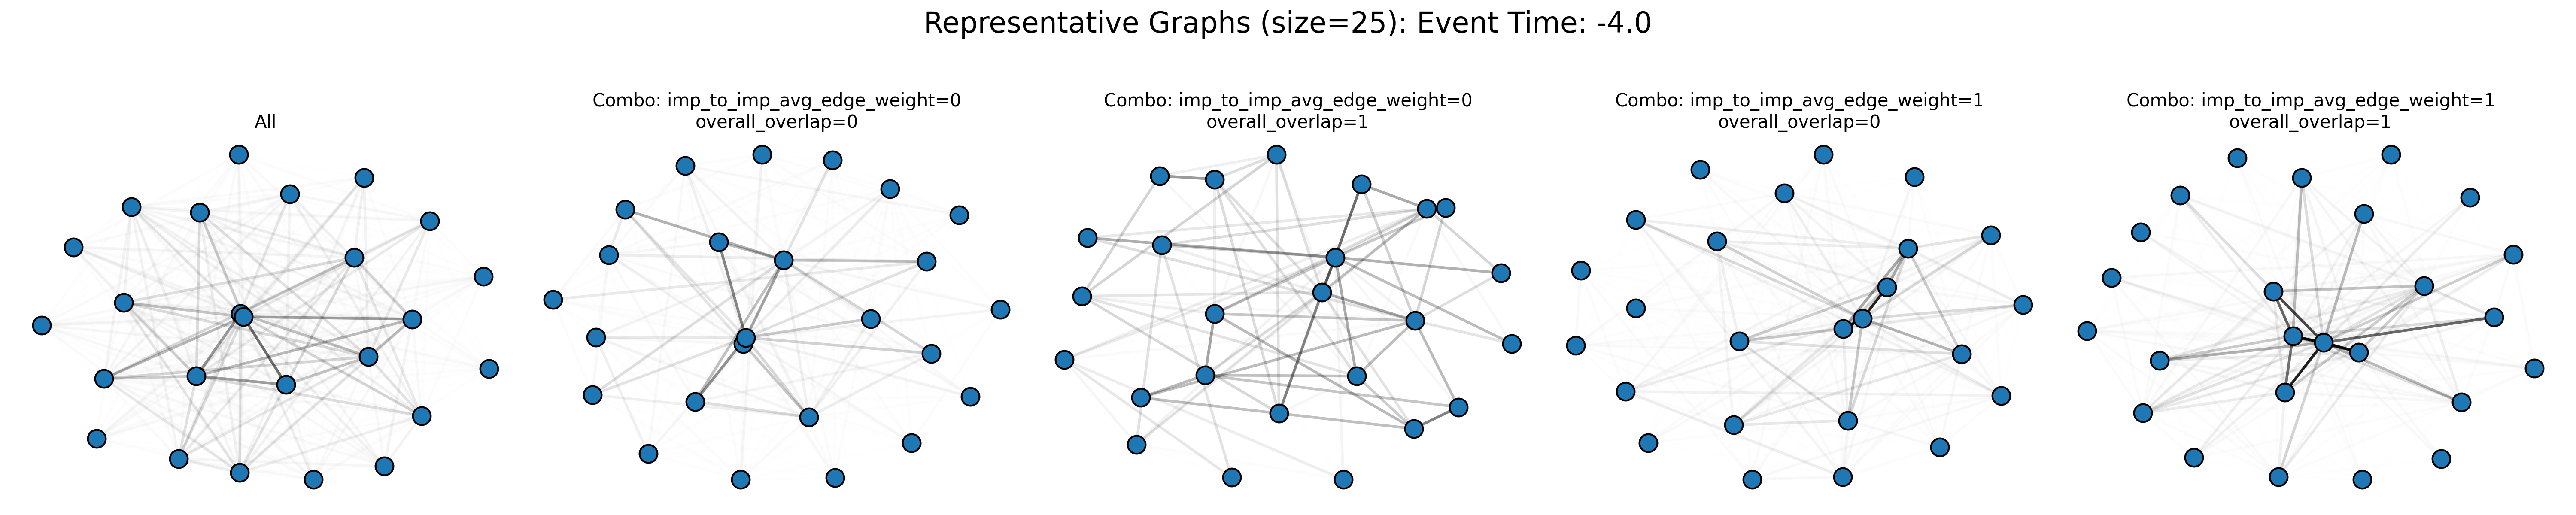 Representative Graphs (size=25): Event Time: -4.0
All
Combo: imp_to_imp_avg_edge_weight=0
overall_overlap=0
Combo: imp_to_imp_avg_edge_weight=0
overall_overlap=1
Combo: imp_to_imp_avg_edge_weight=1
overall_overlap=0
Combo: imp_to_imp_avg_edge_weight=1
overall_overlap=1